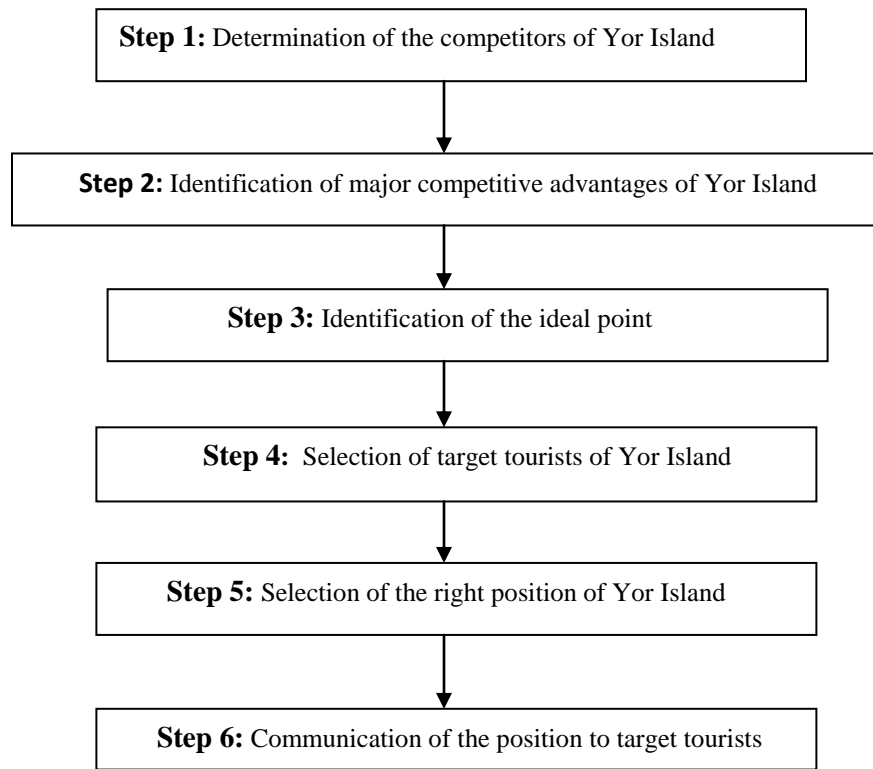 Step 1: Determination of the competitors of Yor Island
Step 2: Identification of major competitive advantages of Yor Island
Step 3: Identification of the ideal point
Step 4: Selection of target tourists of Yor Island
Step 5: Selection of the right position of Yor Island
Step 6: Communication of the position to target tourists